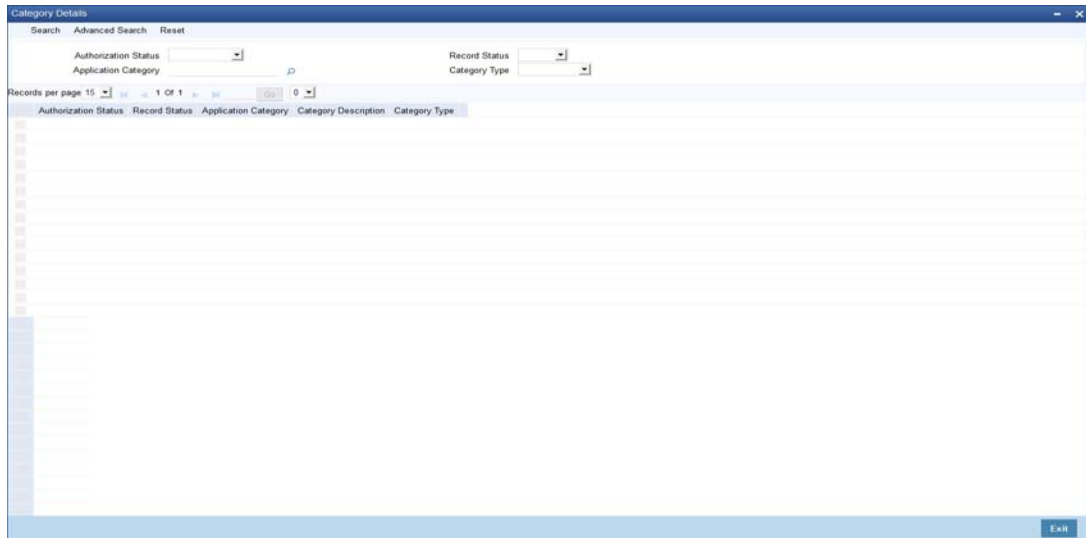 Category Details
Search Advanced Search Reset
Authorization Status Record Status
Application Category Category Type
Records per page 15 1 Of 1 Go 0
Authorization Status Record Status Application Category Category Description Category Type
Exit